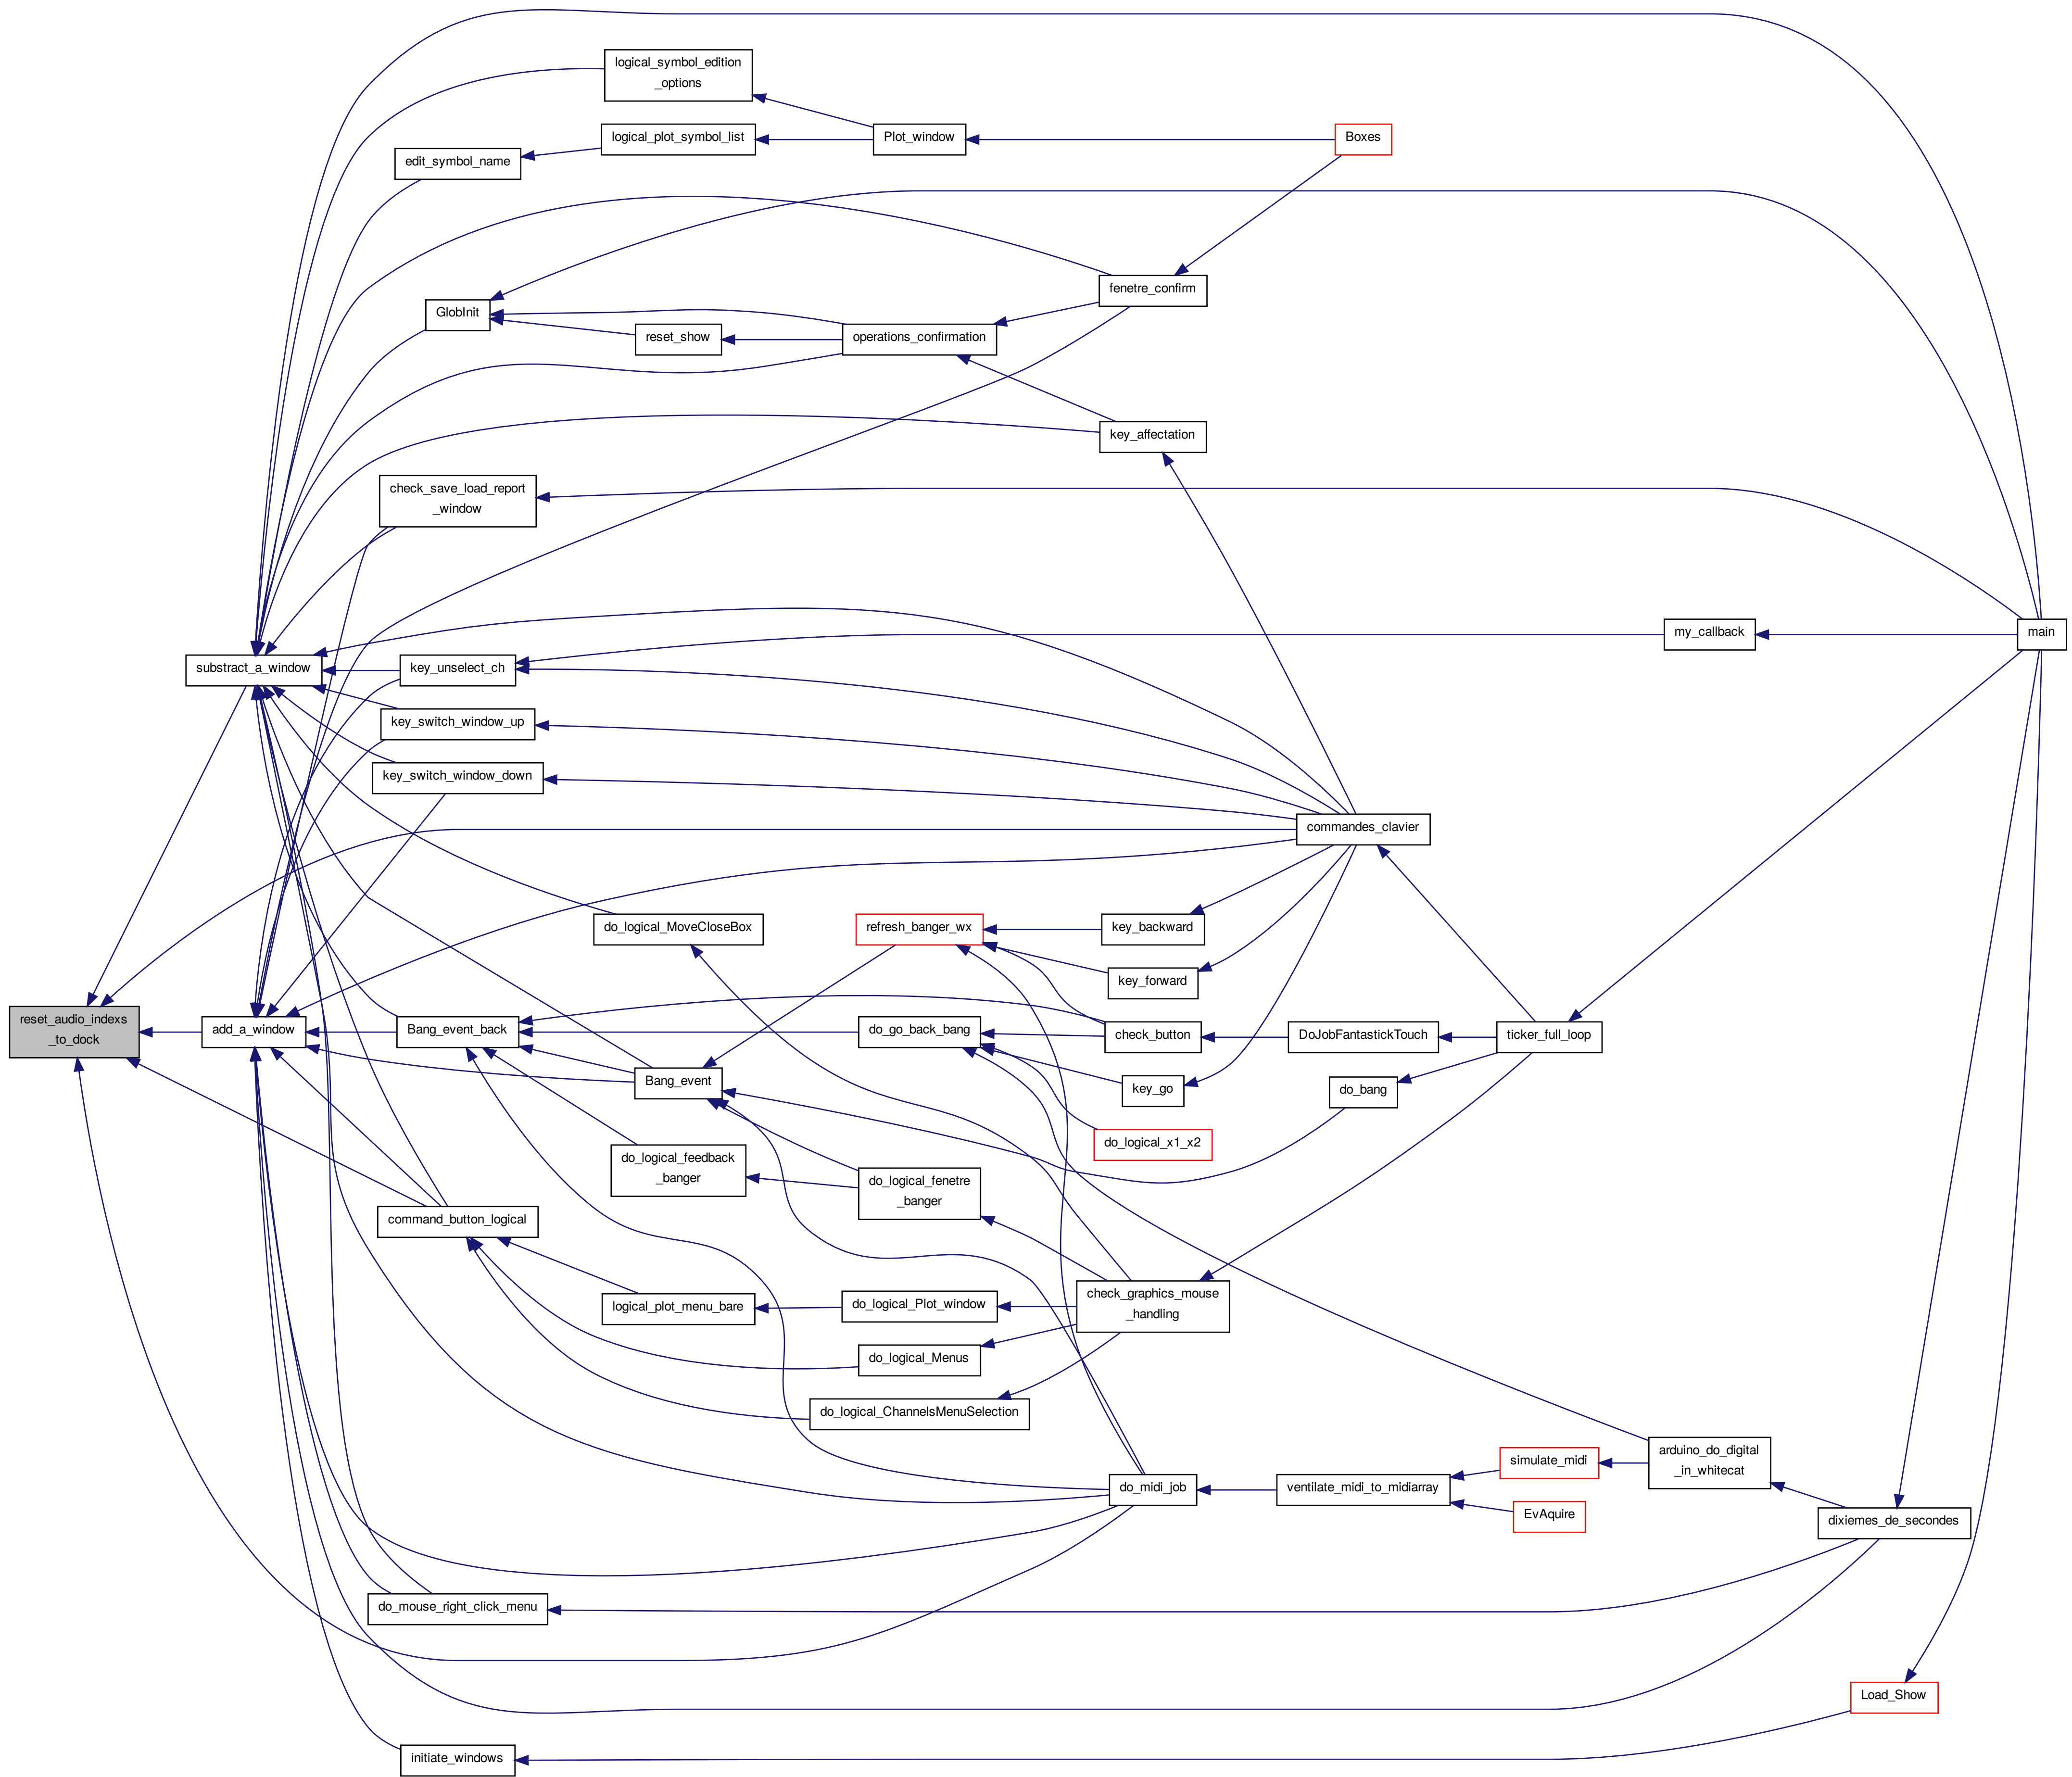 logical_symbol_edition
_options
logical_plot_symbol_list
Plot_window
Boxes
edit_symbol_name
fenetre_confirm
GlobInit
reset_show
operations_confirmation
key_affectation
check_save_load_report
_window
my_callback
main
substract_a_window
key_unselect_ch
key_switch_window_up
key_switch_window_down
commandes_clavier
do_logical_MoveCloseBox
refresh_banger_wx
key_backward
key_forward
reset_audio_indexs
_to_dock
add_a_window
Bang_event_back
do_go_back_bang
check_button
DoJobFantastickTouch
ticker_full_loop
Bang_event
key_go
do_bang
do_logical_x1_x2
do_logical_feedback
_banger
do_logical_fenetre
_banger
command_button_logical
logical_plot_menu_bare
do_logical_Plot_window
check_graphics_mouse
_handling
do_logical_Menus
do_logical_ChannelsMenuSelection
do_midi_job
ventilate_midi_to_midiarray
simulate_midi
EvAquire
arduino_do_digital
_in_whitecat
dixiemes_de_secondes
do_mouse_right_click_menu
Load_Show
initiate_windows